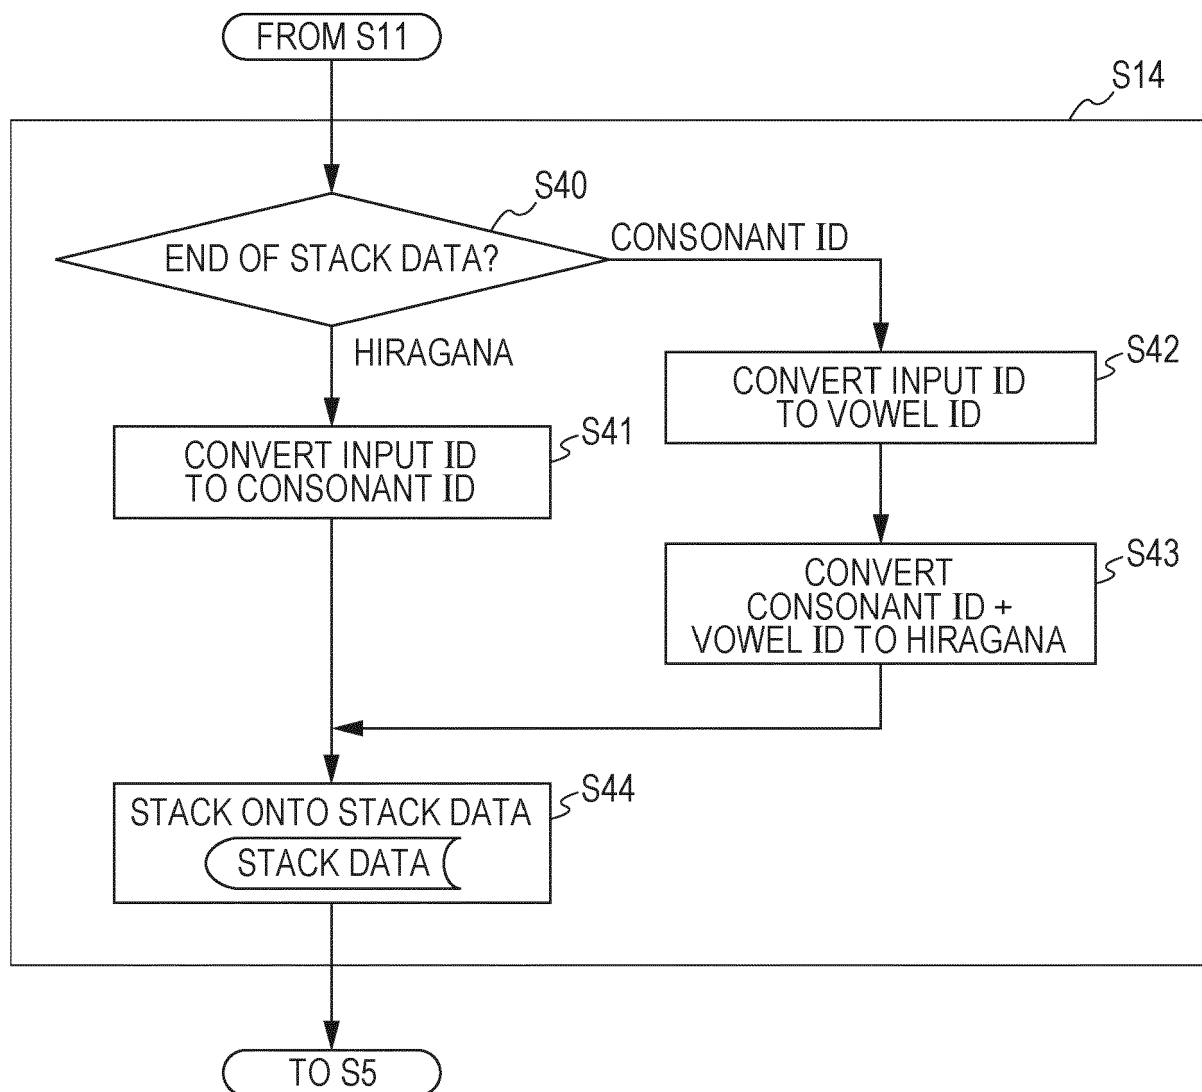 FROM S11
S14
S40
END OF STACK DATA?
CONSONANT ID
HIRAGANA
S42
CONVERT INPUT ID
TO VOWEL ID
S41
CONVERT INPUT ID
TO CONSONANT ID
S43
CONVERT
CONSONANT ID +
VOWEL ID TO HIRAGANA
S44
STACK ONTO STACK DATA
STACK DATA
TO S5